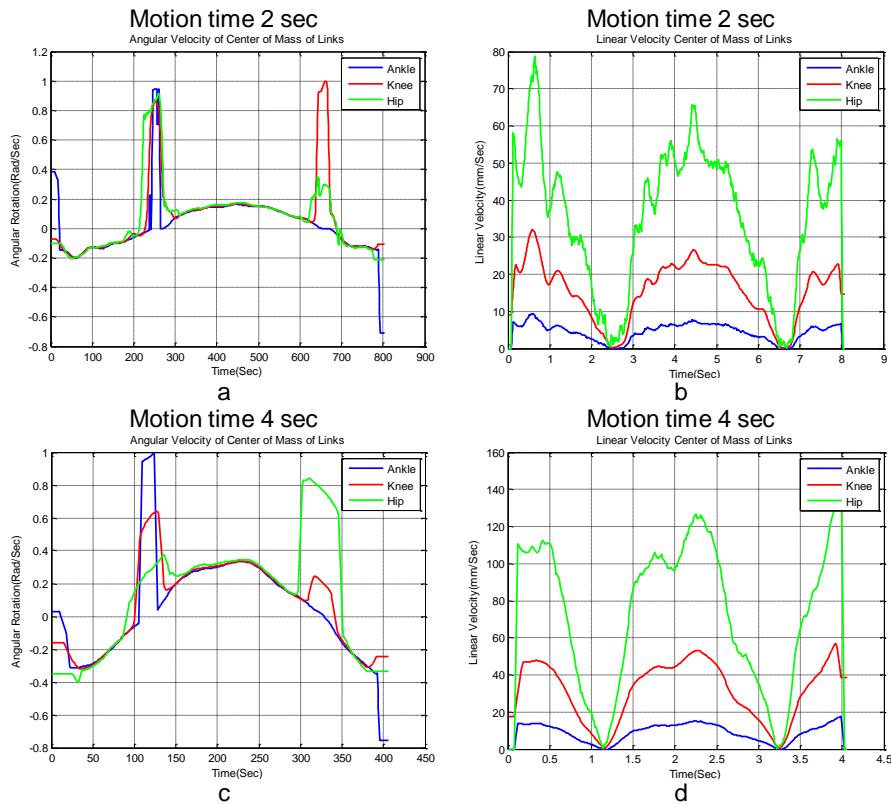 Motion time 2 sec
Angular Velocity of Center of Mass of Links
Angular Rotation(Rad/Sec)
1.2
1
0.8
0.6
0.4
0.2
0
-0.2
-0.4
-0.6
-0.8
Ankle
Knee
Hip
0 100 200 300 400 500 600 700 800 900
Time(Sec)
a
Motion time 2 sec
Linear Velocity Center of Mass of Links
Linear Velocity(mm/Sec)
80
70
60
50
40
30
20
10
0
Ankle
Knee
Hip
0 1 2 3 4 5 6 7 8 9
Time(Sec)
b
Motion time 4 sec
Angular Velocity of Center of Mass of Links
Angular Rotation(Rad/Sec)
1
0.8
0.6
0.4
0.2
0
-0.2
-0.4
-0.6
-0.8
Ankle
Knee
Hip
0 50 100 150 200 250 300 350 400 450
Time(Sec)
c
Motion time 4 sec
Linear Velocity Center of Mass of Links
Linear Velocity(mm/Sec)
160
140
120
100
80
60
40
20
0
Ankle
Knee
Hip
0 0.5 1 1.5 2 2.5 3 3.5 4 4.5
Time(Sec)
d